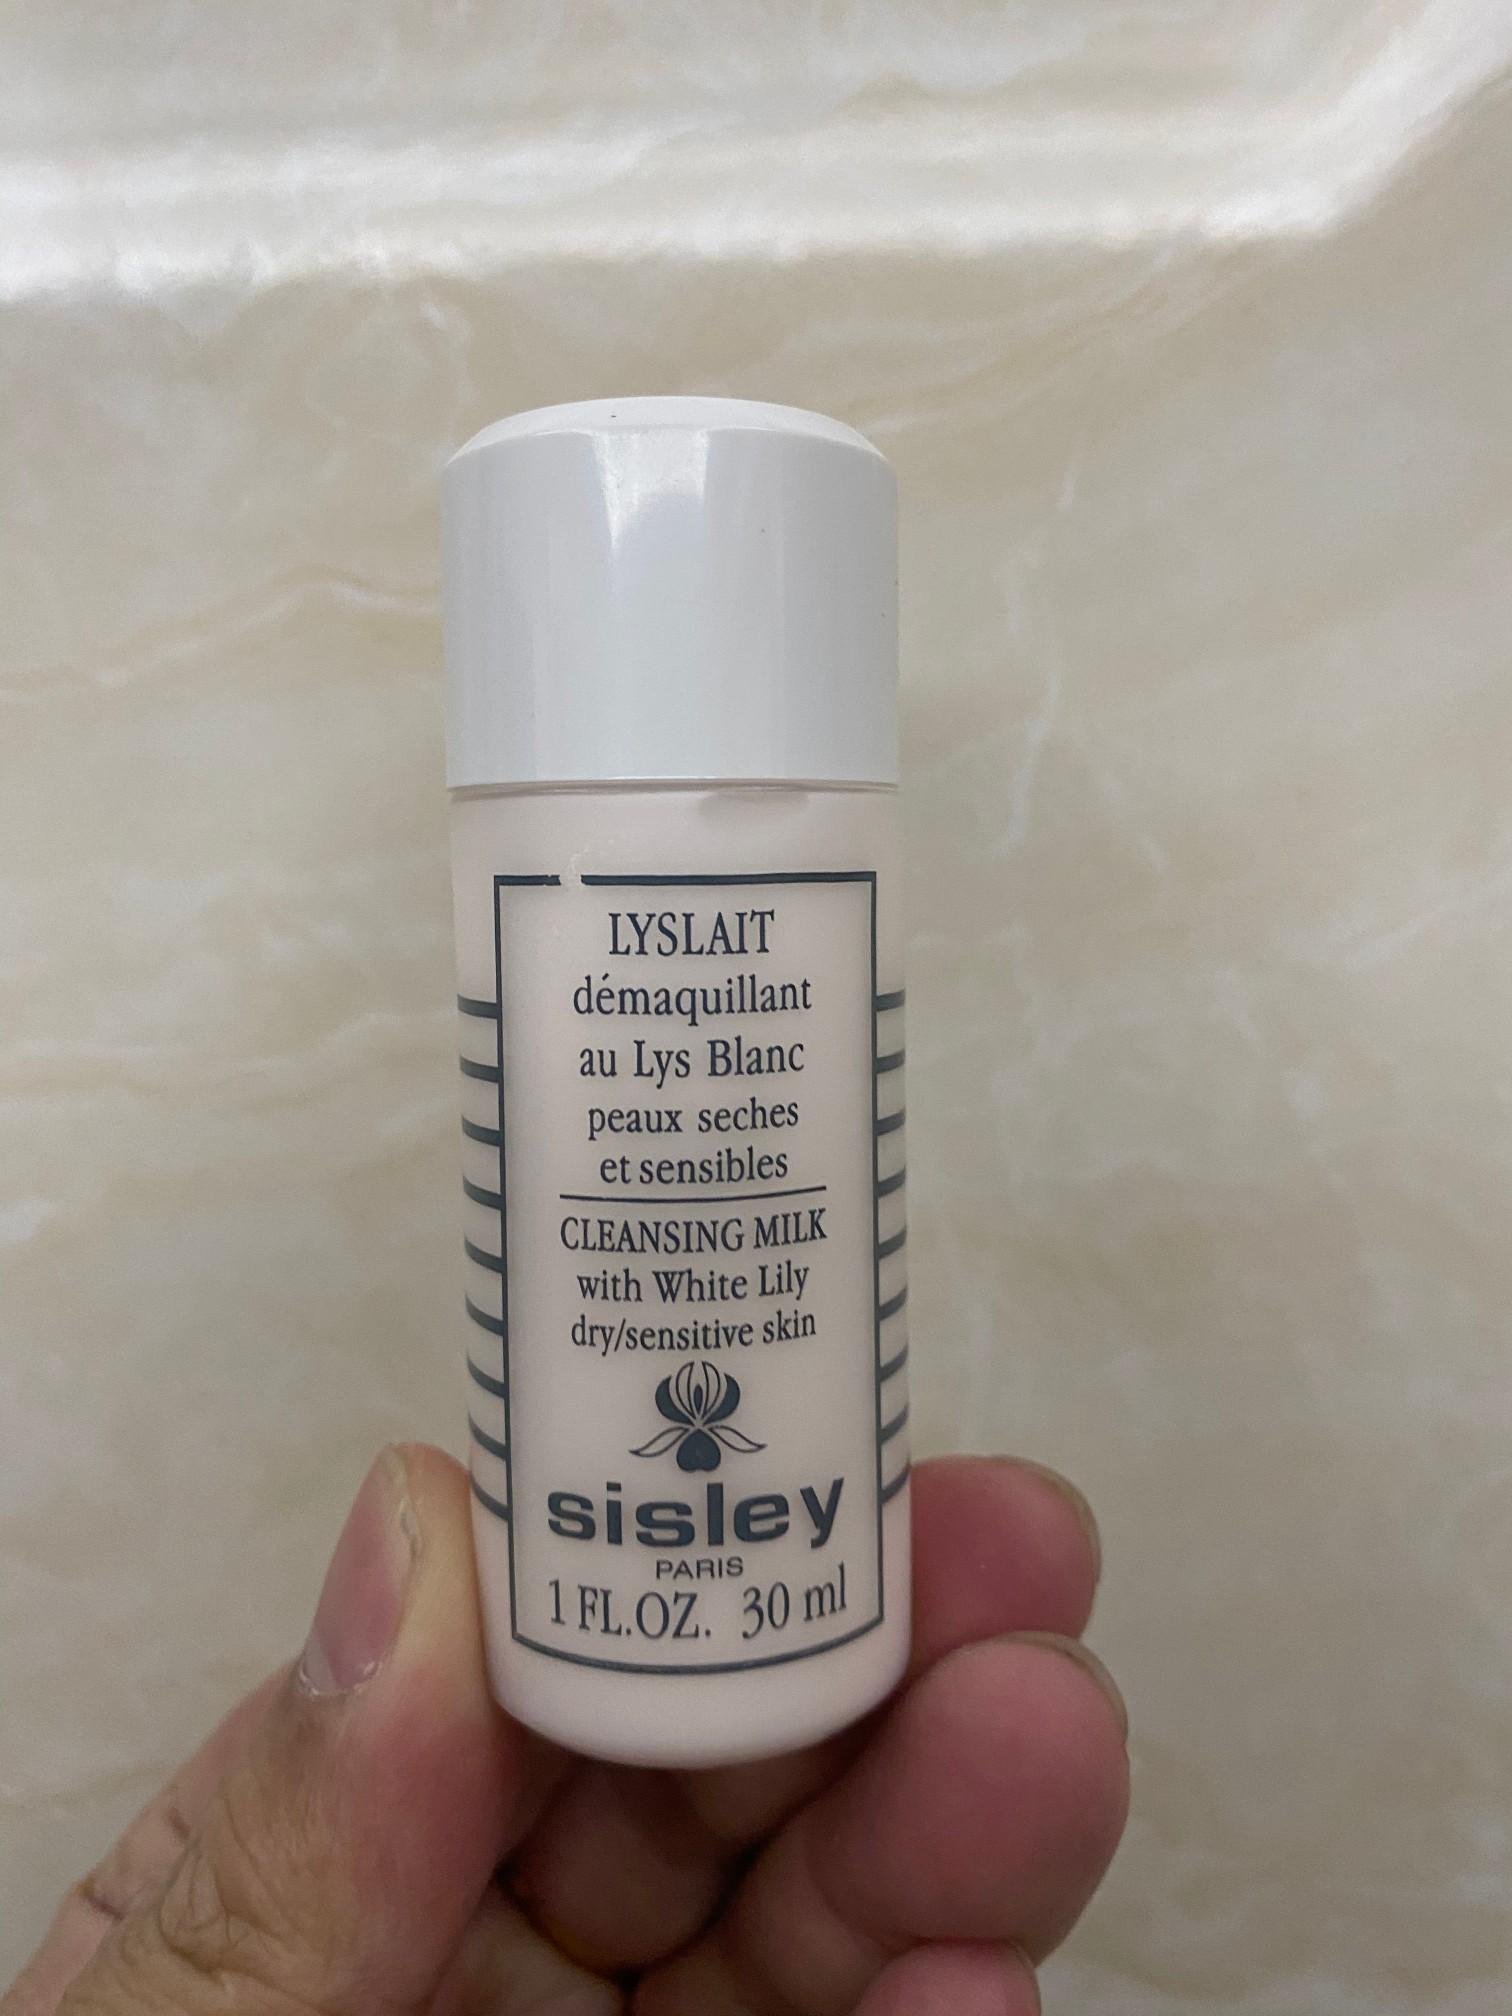 LYSLAIT
démaquillant
au Lys Blanc
peaux seches
et sensibles
CLEANSING MILK
with White Lily
dry/sensitive skin
sisley
PARIS
1 FL.OZ. 30 ml